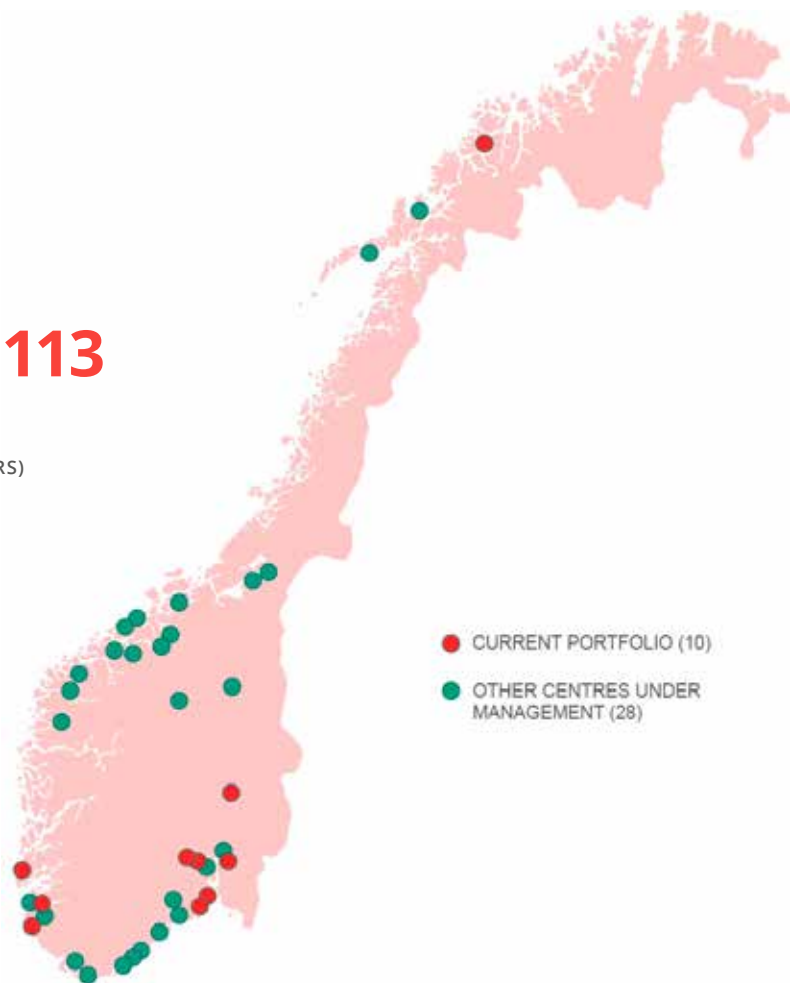 113
RS)
CURRENT PORTFOLIO (10)
OTHER CENTRES UNDER
MANAGEMENT (28)